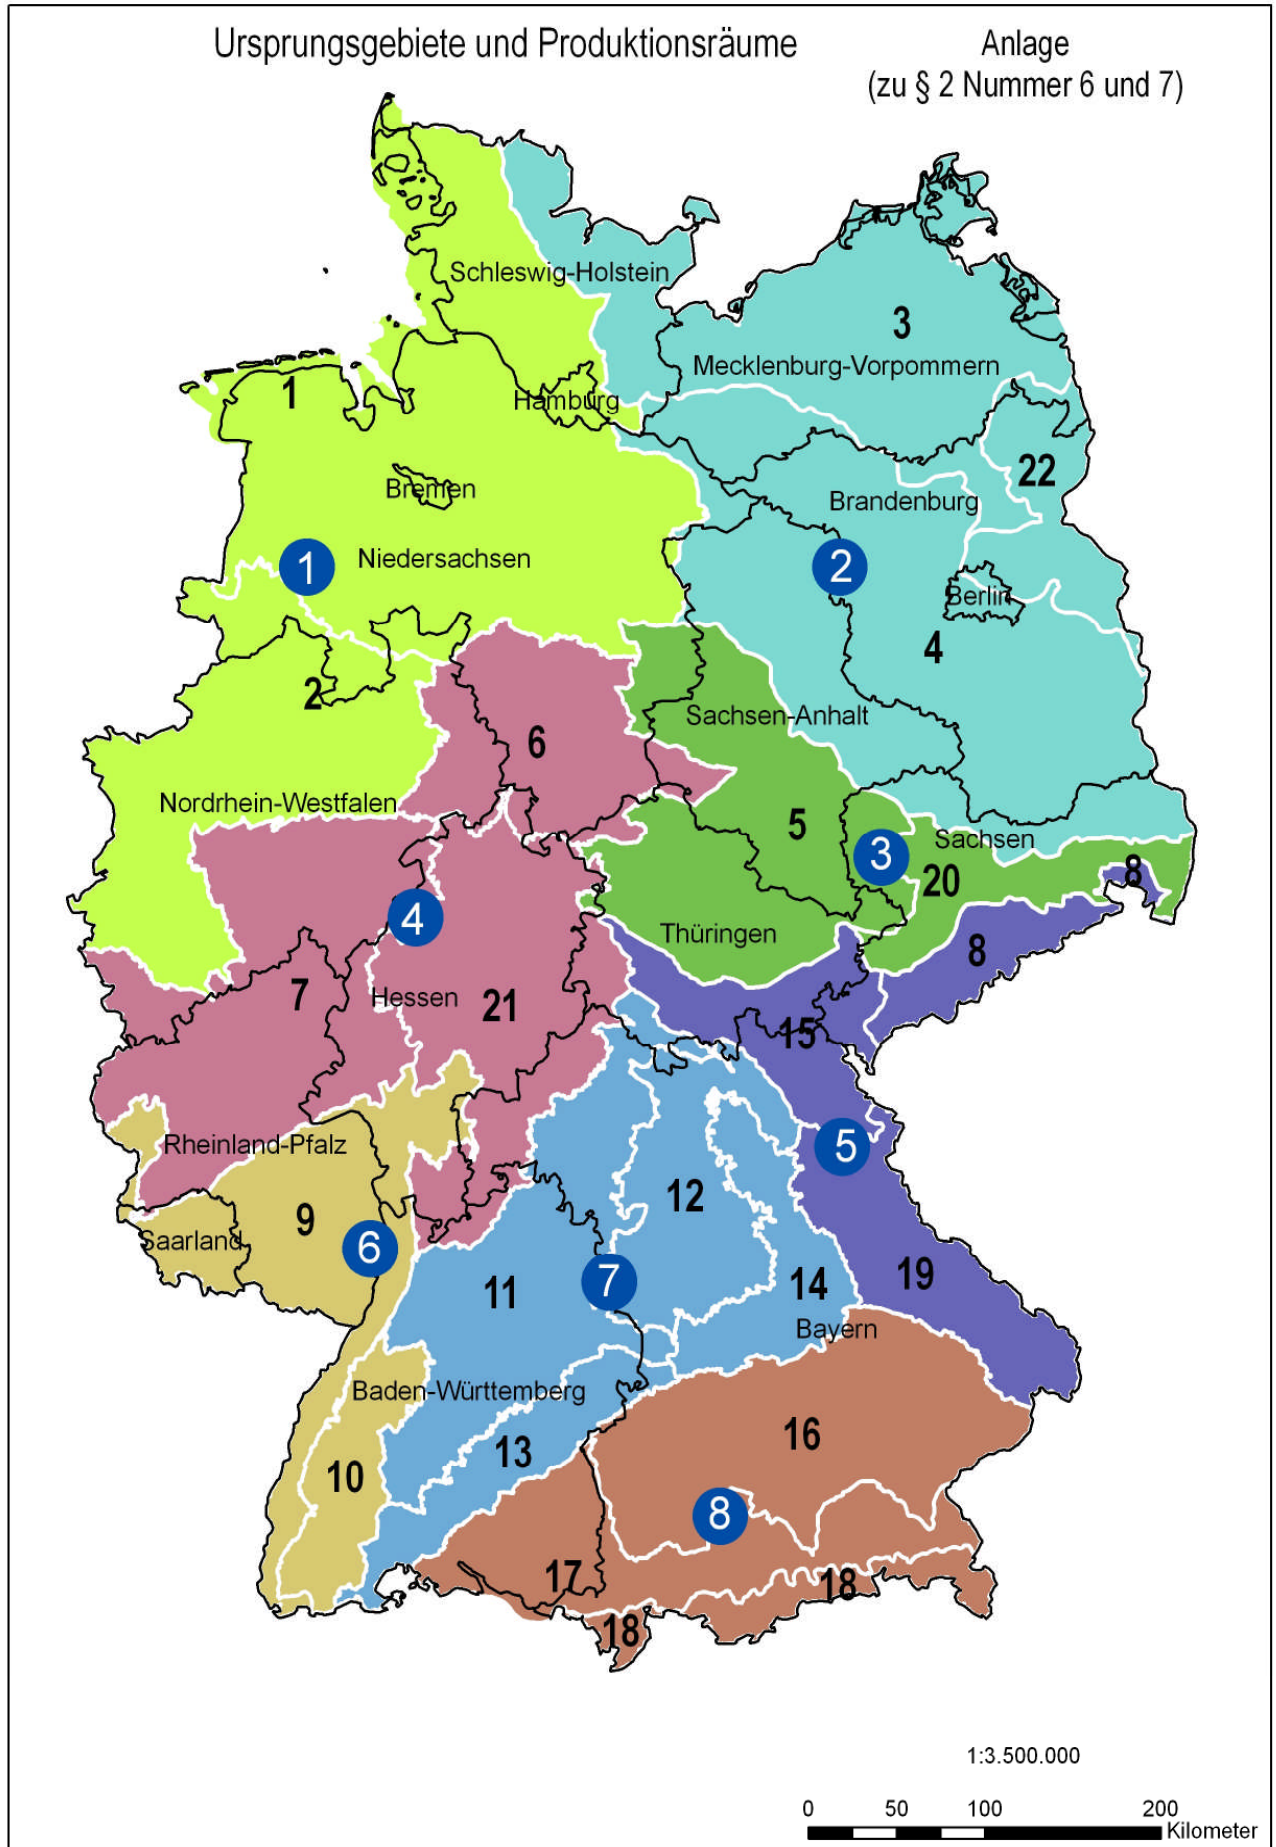 Ursprungsgebiete und Produktionsräume
Anlage
(zu § 2 Nummer 6 und 7)
Schleswig-Holstein
3
Mecklenburg-Vorpommern
1
Hamburg
22
Bremen
Brandenburg
1
Niedersachsen
2
Berlin
4
2
Sachsen-Anhalt
6
Nordrhein-Westfalen
5
Sachsen
3
20
8
4
Thüringen
8
7
Hessen
21
15
Rheinland-Pfalz
5
12
9
Saarland
6
19
11
7
14
Bayern
Baden-Württemberg
16
13
10
8
17
18
18
1:3.500.000
0 50 100 200
Kilometer